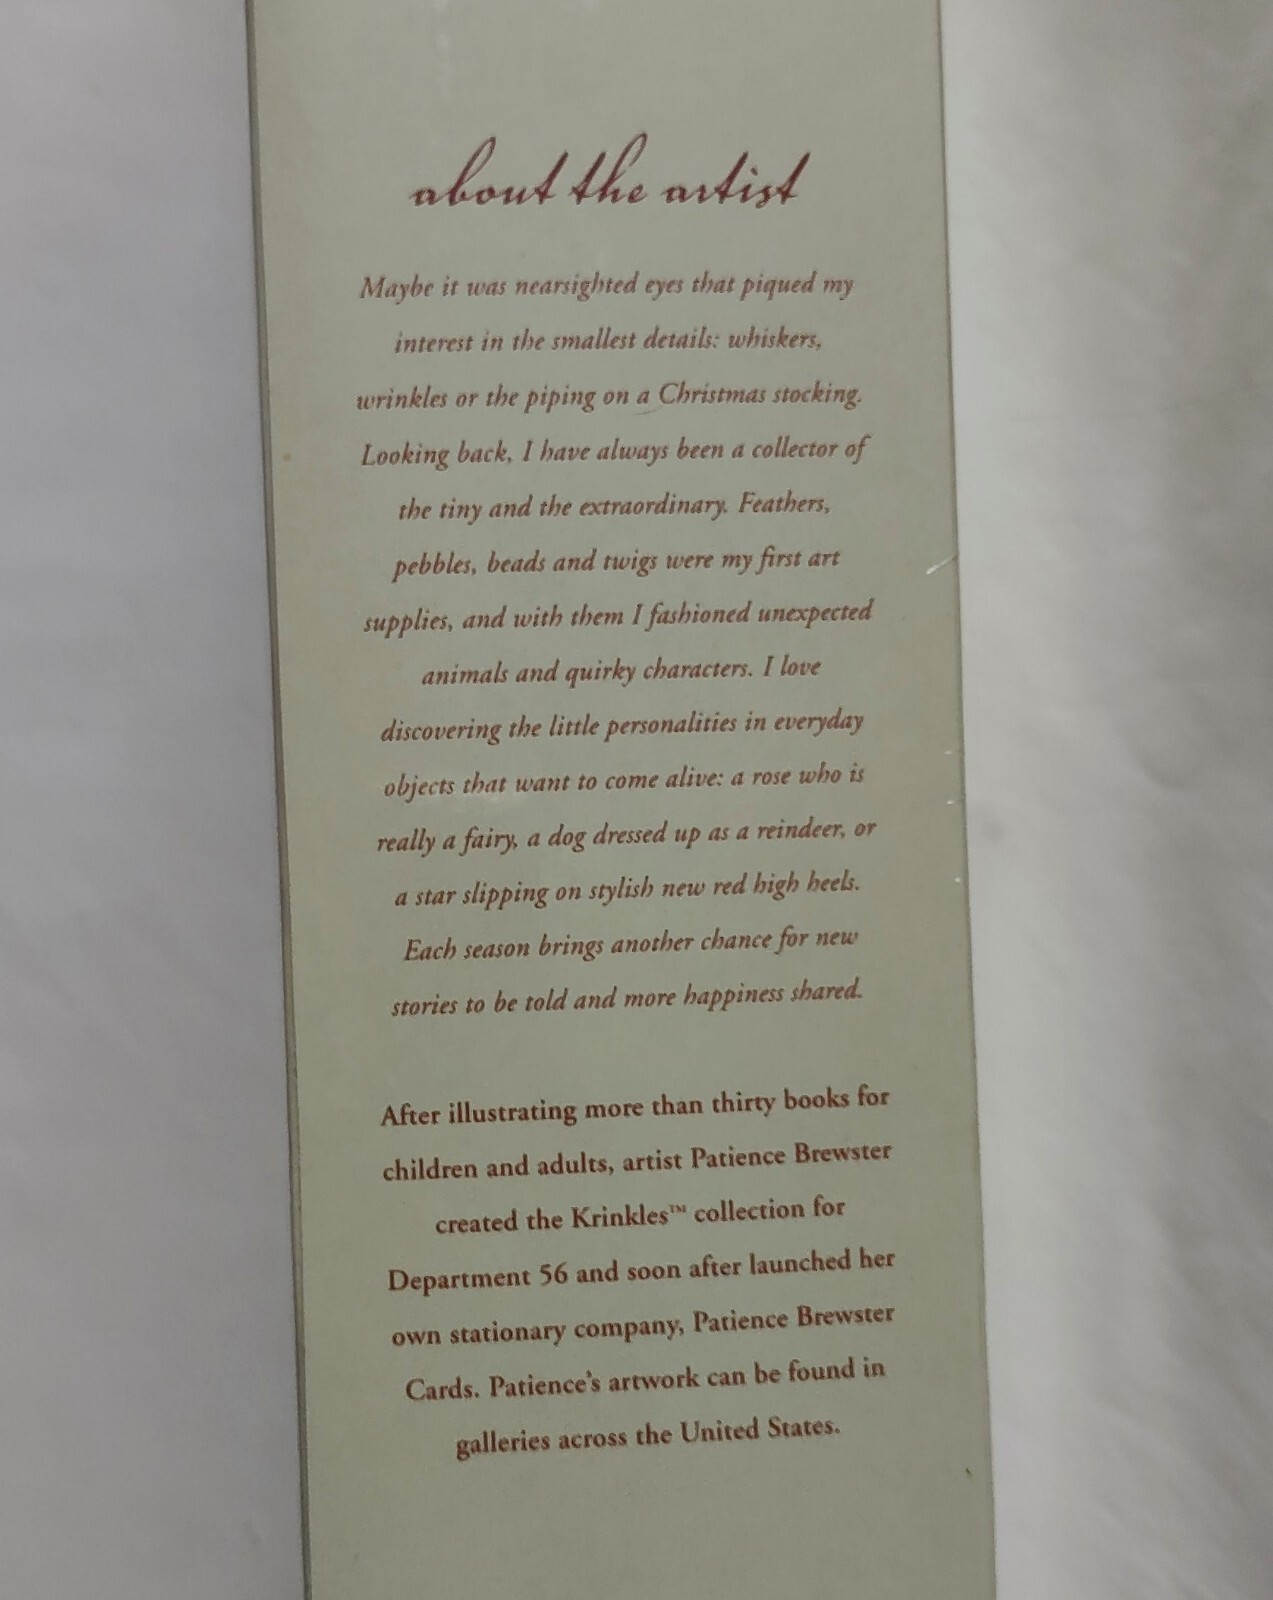 about the artist
Maybe it was nearsighted eyes that piqued my
interest in the smallest details: whiskers,
wrinkles or the piping on a Christmas stocking.
Looking back, I have always been a collector of
the tiny and the extraordinary. Feathers,
pebbles, beads and twigs were my first art
supplies, and with them I fashioned unexpected
animals and quirky characters. I love
discovering the little personalities in everyday
objects that want to come alive: a rose who is
really a fairy, a dog dressed up as a reindeer, or
a star slipping on stylish new red high heels.
Each season brings another chance for new
stories to be told and more happiness shared.
After illustrating more than thirty books for
children and adults, artist Patience Brewster
created the Krinkles™ collection for
Department 56 and soon after launched her
own stationary company, Patience Brewster
Cards. Patience's artwork can be found in
galleries across the United States.